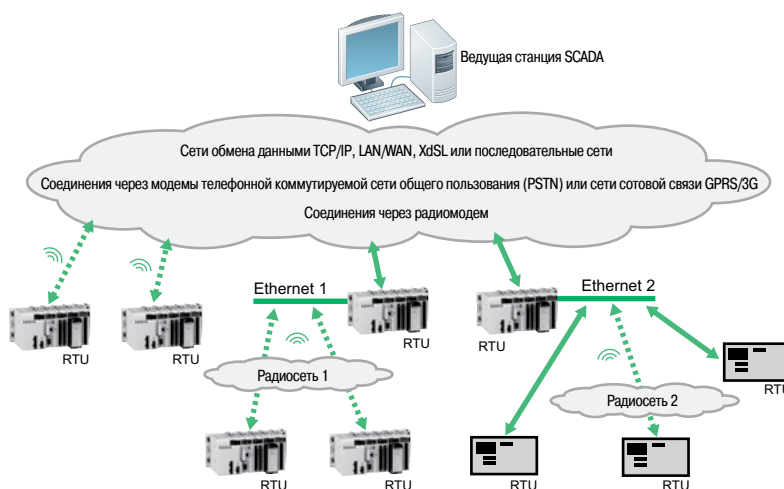 Ведущая станция SCADA
Сети обмена данными TCP/IP, LAN/WAN, XdSL или последовательные сети
Соединения через модемы телефонной коммутируемой сети общего пользования (PSTN) или сети сотовой связи GPRS/3G
Соединения через радиомодем
Ethernet 1
Ethernet 2
RTU
RTU
RTU
RTU
Радиосеть 1
RTU
Радиосеть 2
RTU
RTU
RTU
RTU